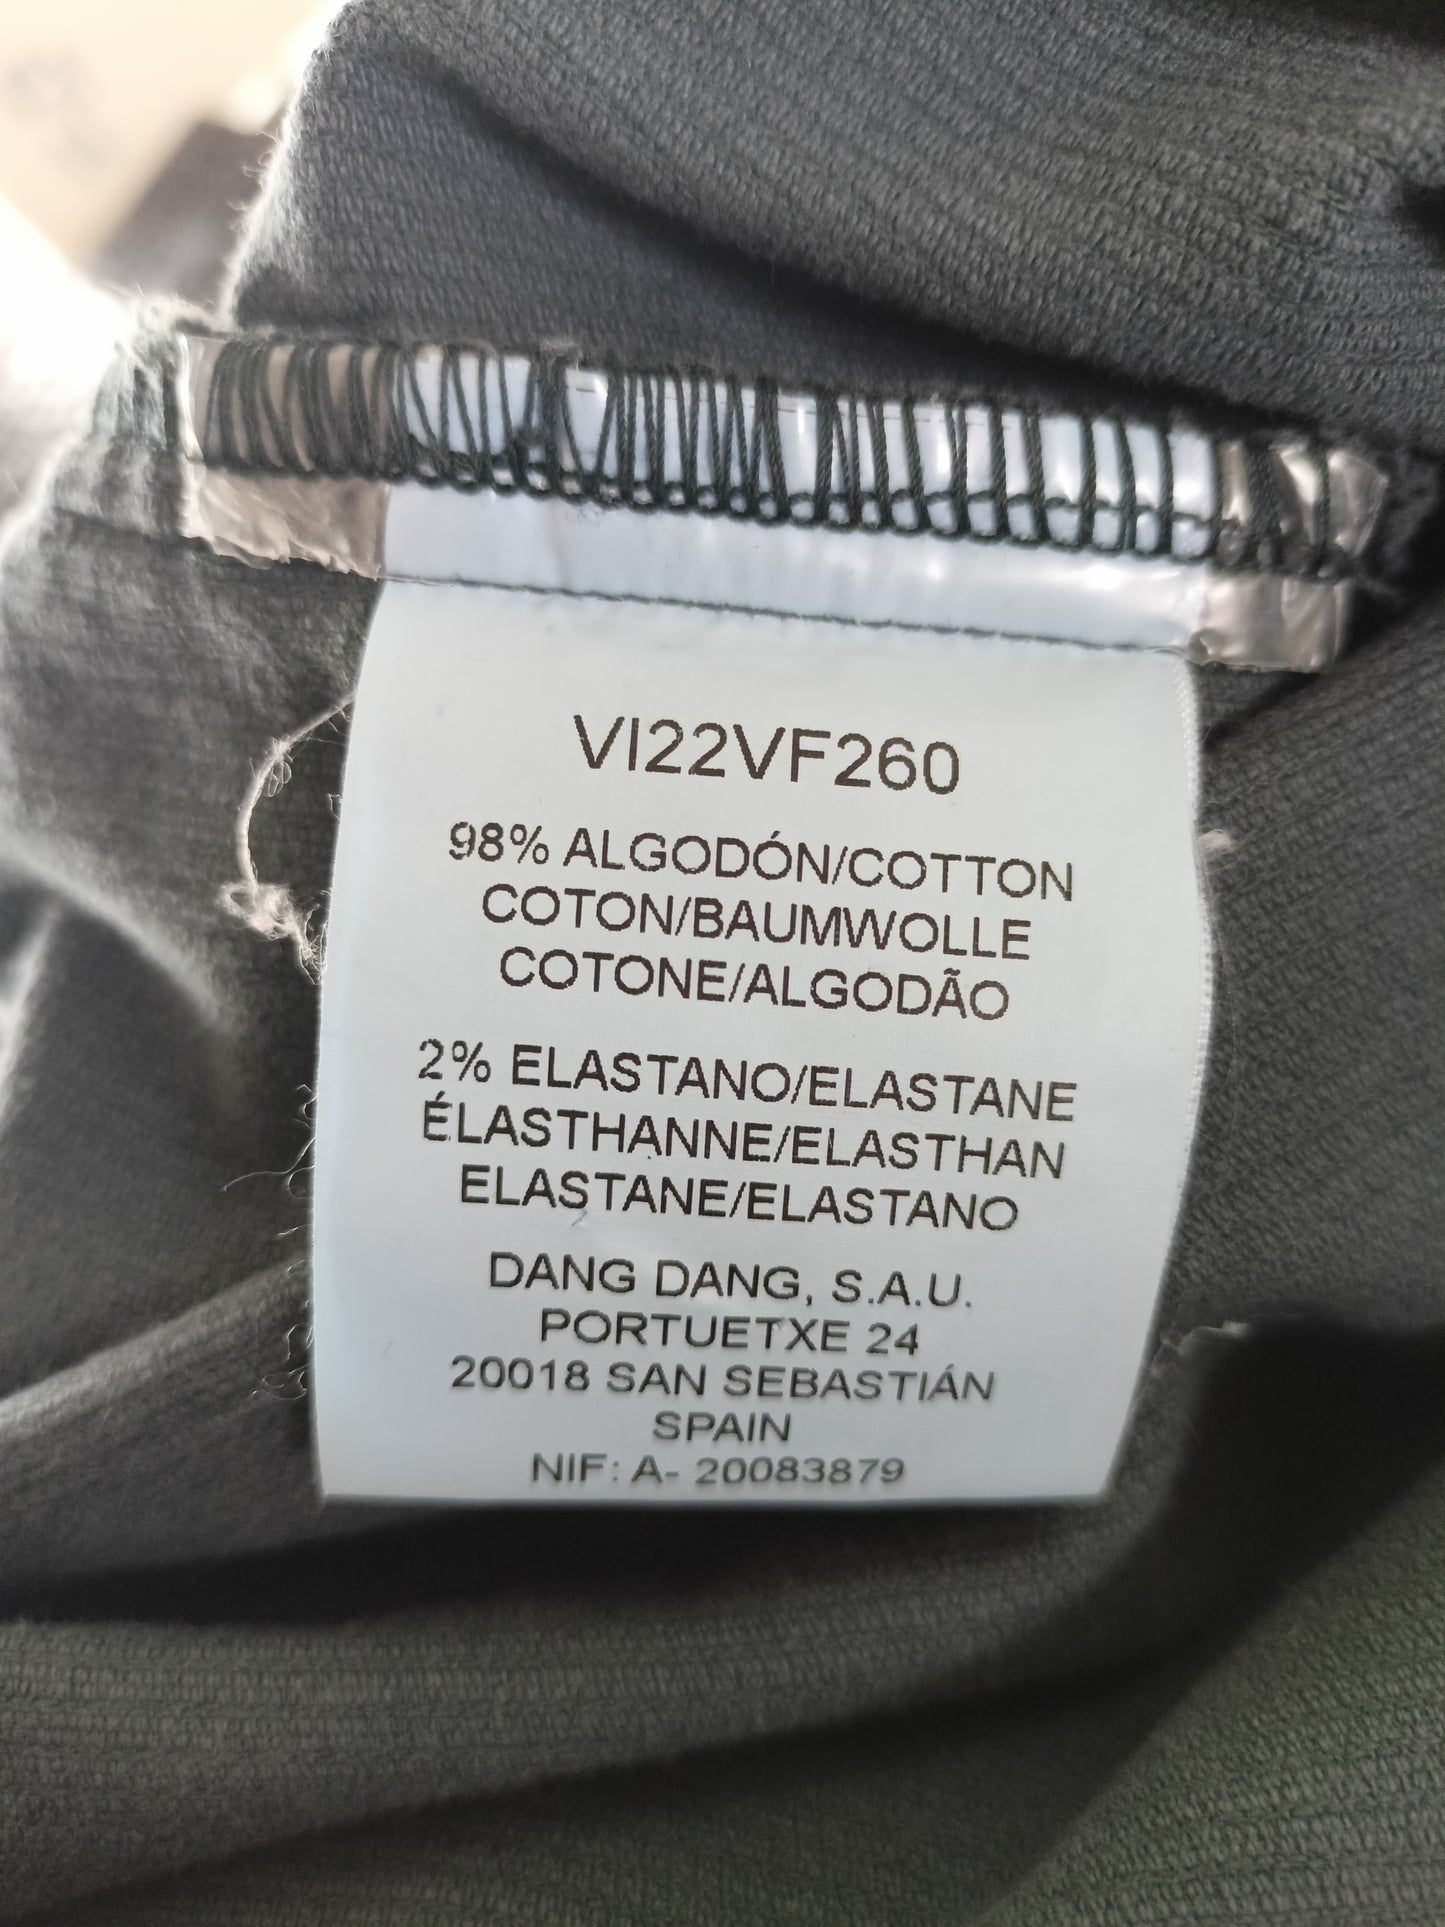 VI22VF260
98% ALGODÓN/COTTON
COTON/BAUMWOLLE
COTONE/ALGODÃO
2% ELASTANO/ELASTANE
ÉLASTHANNE/ELASTHAN
ELASTANE/ELASTANO
DANG DANG, S.A.U.
PORTUETXE 24
20018 SAN SEBASTIÁN
SPAIN
NIF: A- 20083879